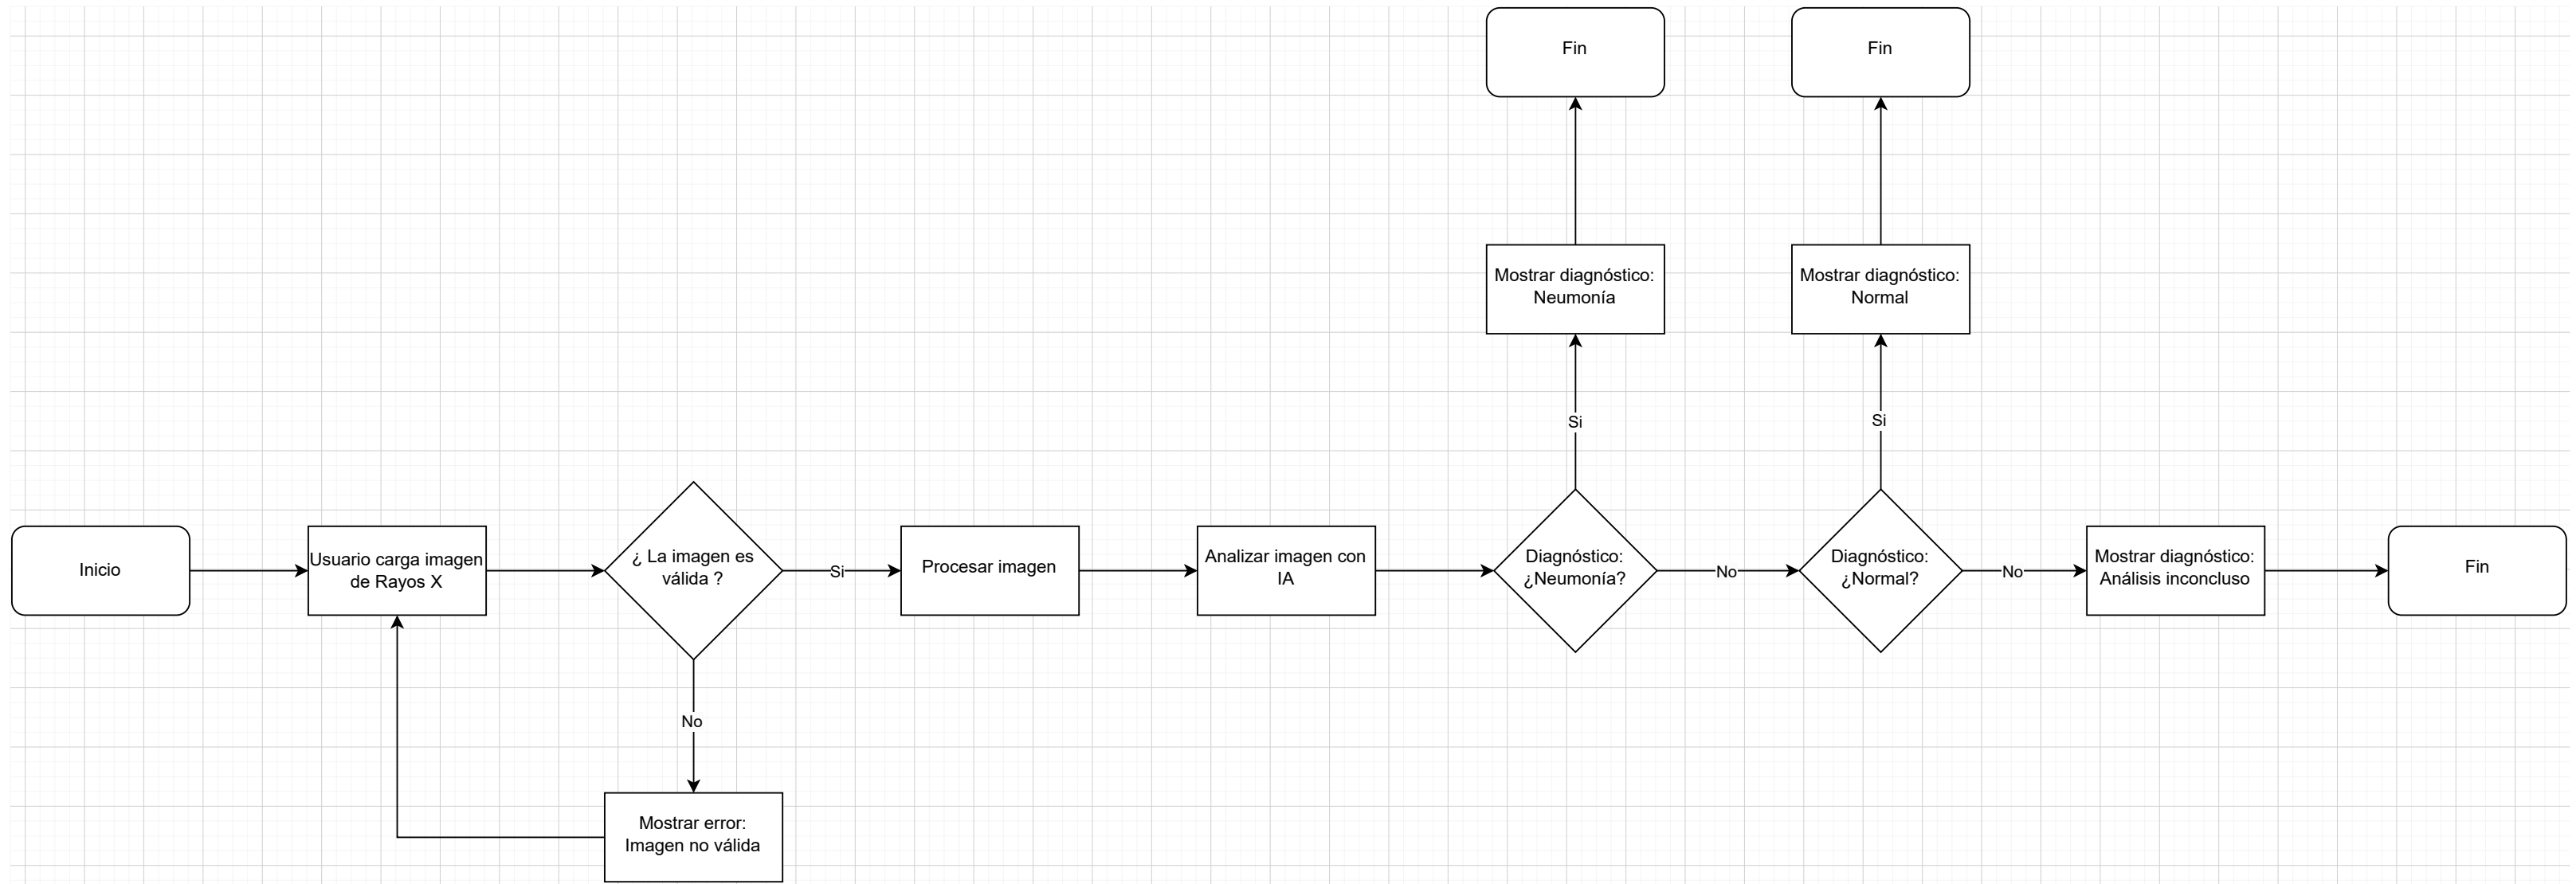 Fin
Fin
Mostrar diagnóstico:
Neumonía
Mostrar diagnóstico:
Normal
Si
Si
Inicio
Usuario carga imagen
de Rayos X
¿ La imagen es
válida ?
Si
Procesar imagen
Analizar imagen con
IA
Diagnóstico:
¿Neumonía?
No
Diagnóstico:
¿Normal?
No
Mostrar diagnóstico:
Análisis inconcluso
Fin
No
Mostrar error:
Imagen no válida